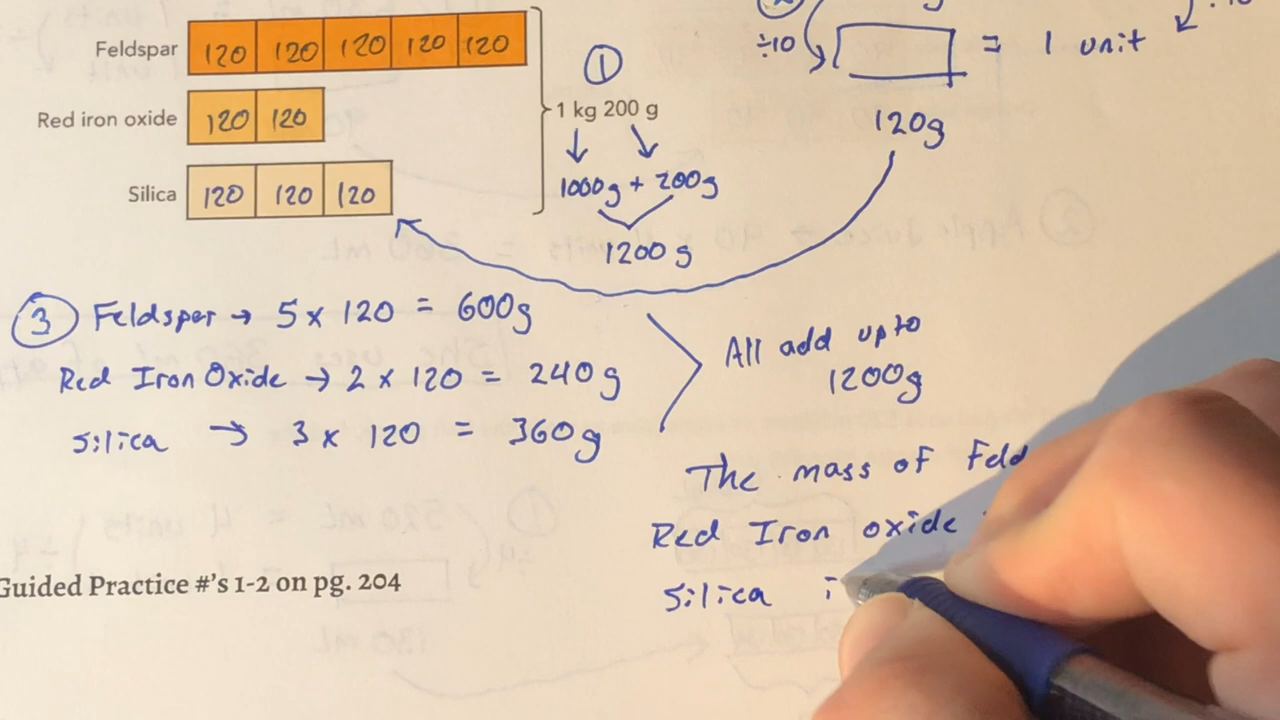 ÷10
= 1 unit
120g
Feldspar 120 120 120 120 120
Red iron oxide 120 120
Silica 120 120 120
①
1 kg 200 g
1000g + 200g
1200 g
③ Feldspar → 5 x 120 = 600g
Red Iron Oxide → 2 x 120 = 240g
Silica → 3 x 120 = 360g
All add up to
1200g
The mass of Feld
Red Iron oxide
Silica i
Guided Practice #'s 1-2 on pg. 204